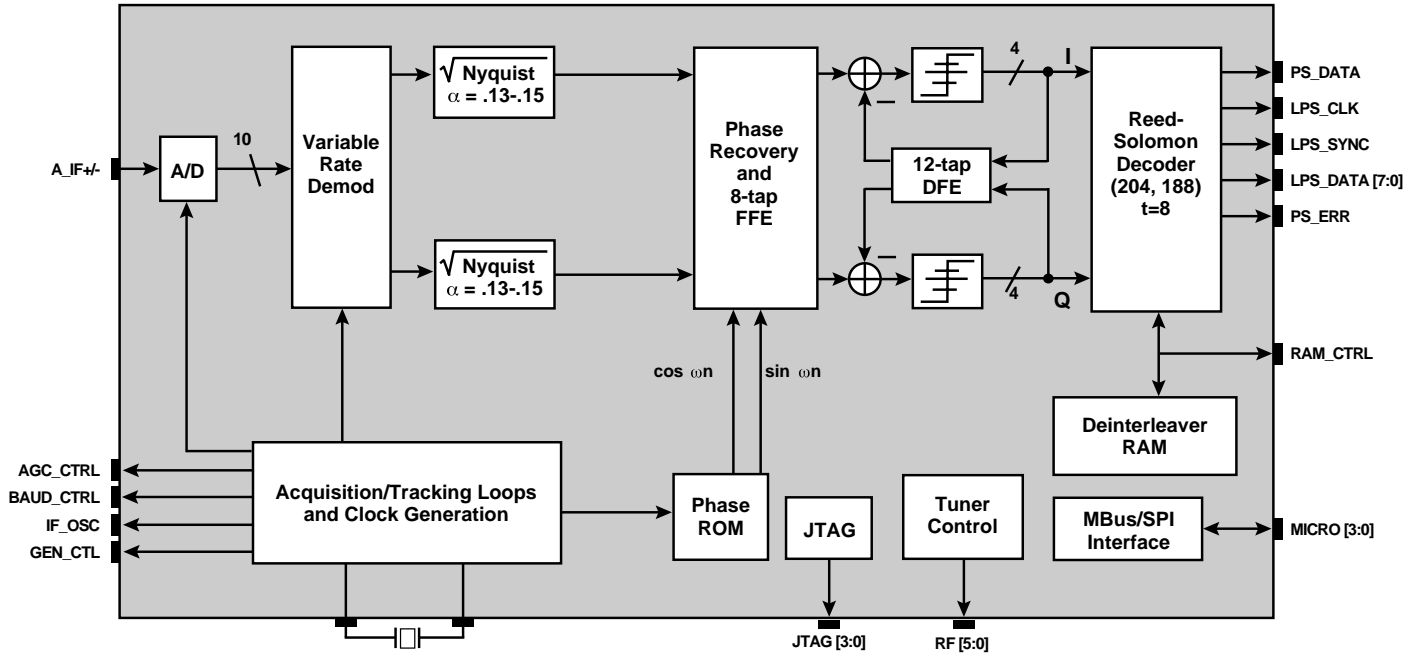 A_IF+/-
A/D
10
Variable
Rate
Demod
√Nyquist
α = .13-.15
√Nyquist
α = .13-.15
Phase
Recovery
and
8-tap
FFE
4
I
12-tap
DFE
4
Q
Reed-
Solomon
Decoder
(204, 188)
t=8
PS_DATA
LPS_CLK
LPS_SYNC
LPS_DATA [7:0]
PS_ERR
RAM_CTRL
cos ωn
sin ωn
Deinterleaver
RAM
AGC_CTRL
BAUD_CTRL
IF_OSC
GEN_CTL
Acquisition/Tracking Loops
and Clock Generation
Phase
ROM
JTAG
Tuner
Control
MBus/SPI
Interface
MICRO [3:0]
JTAG [3:0]
RF [5:0]